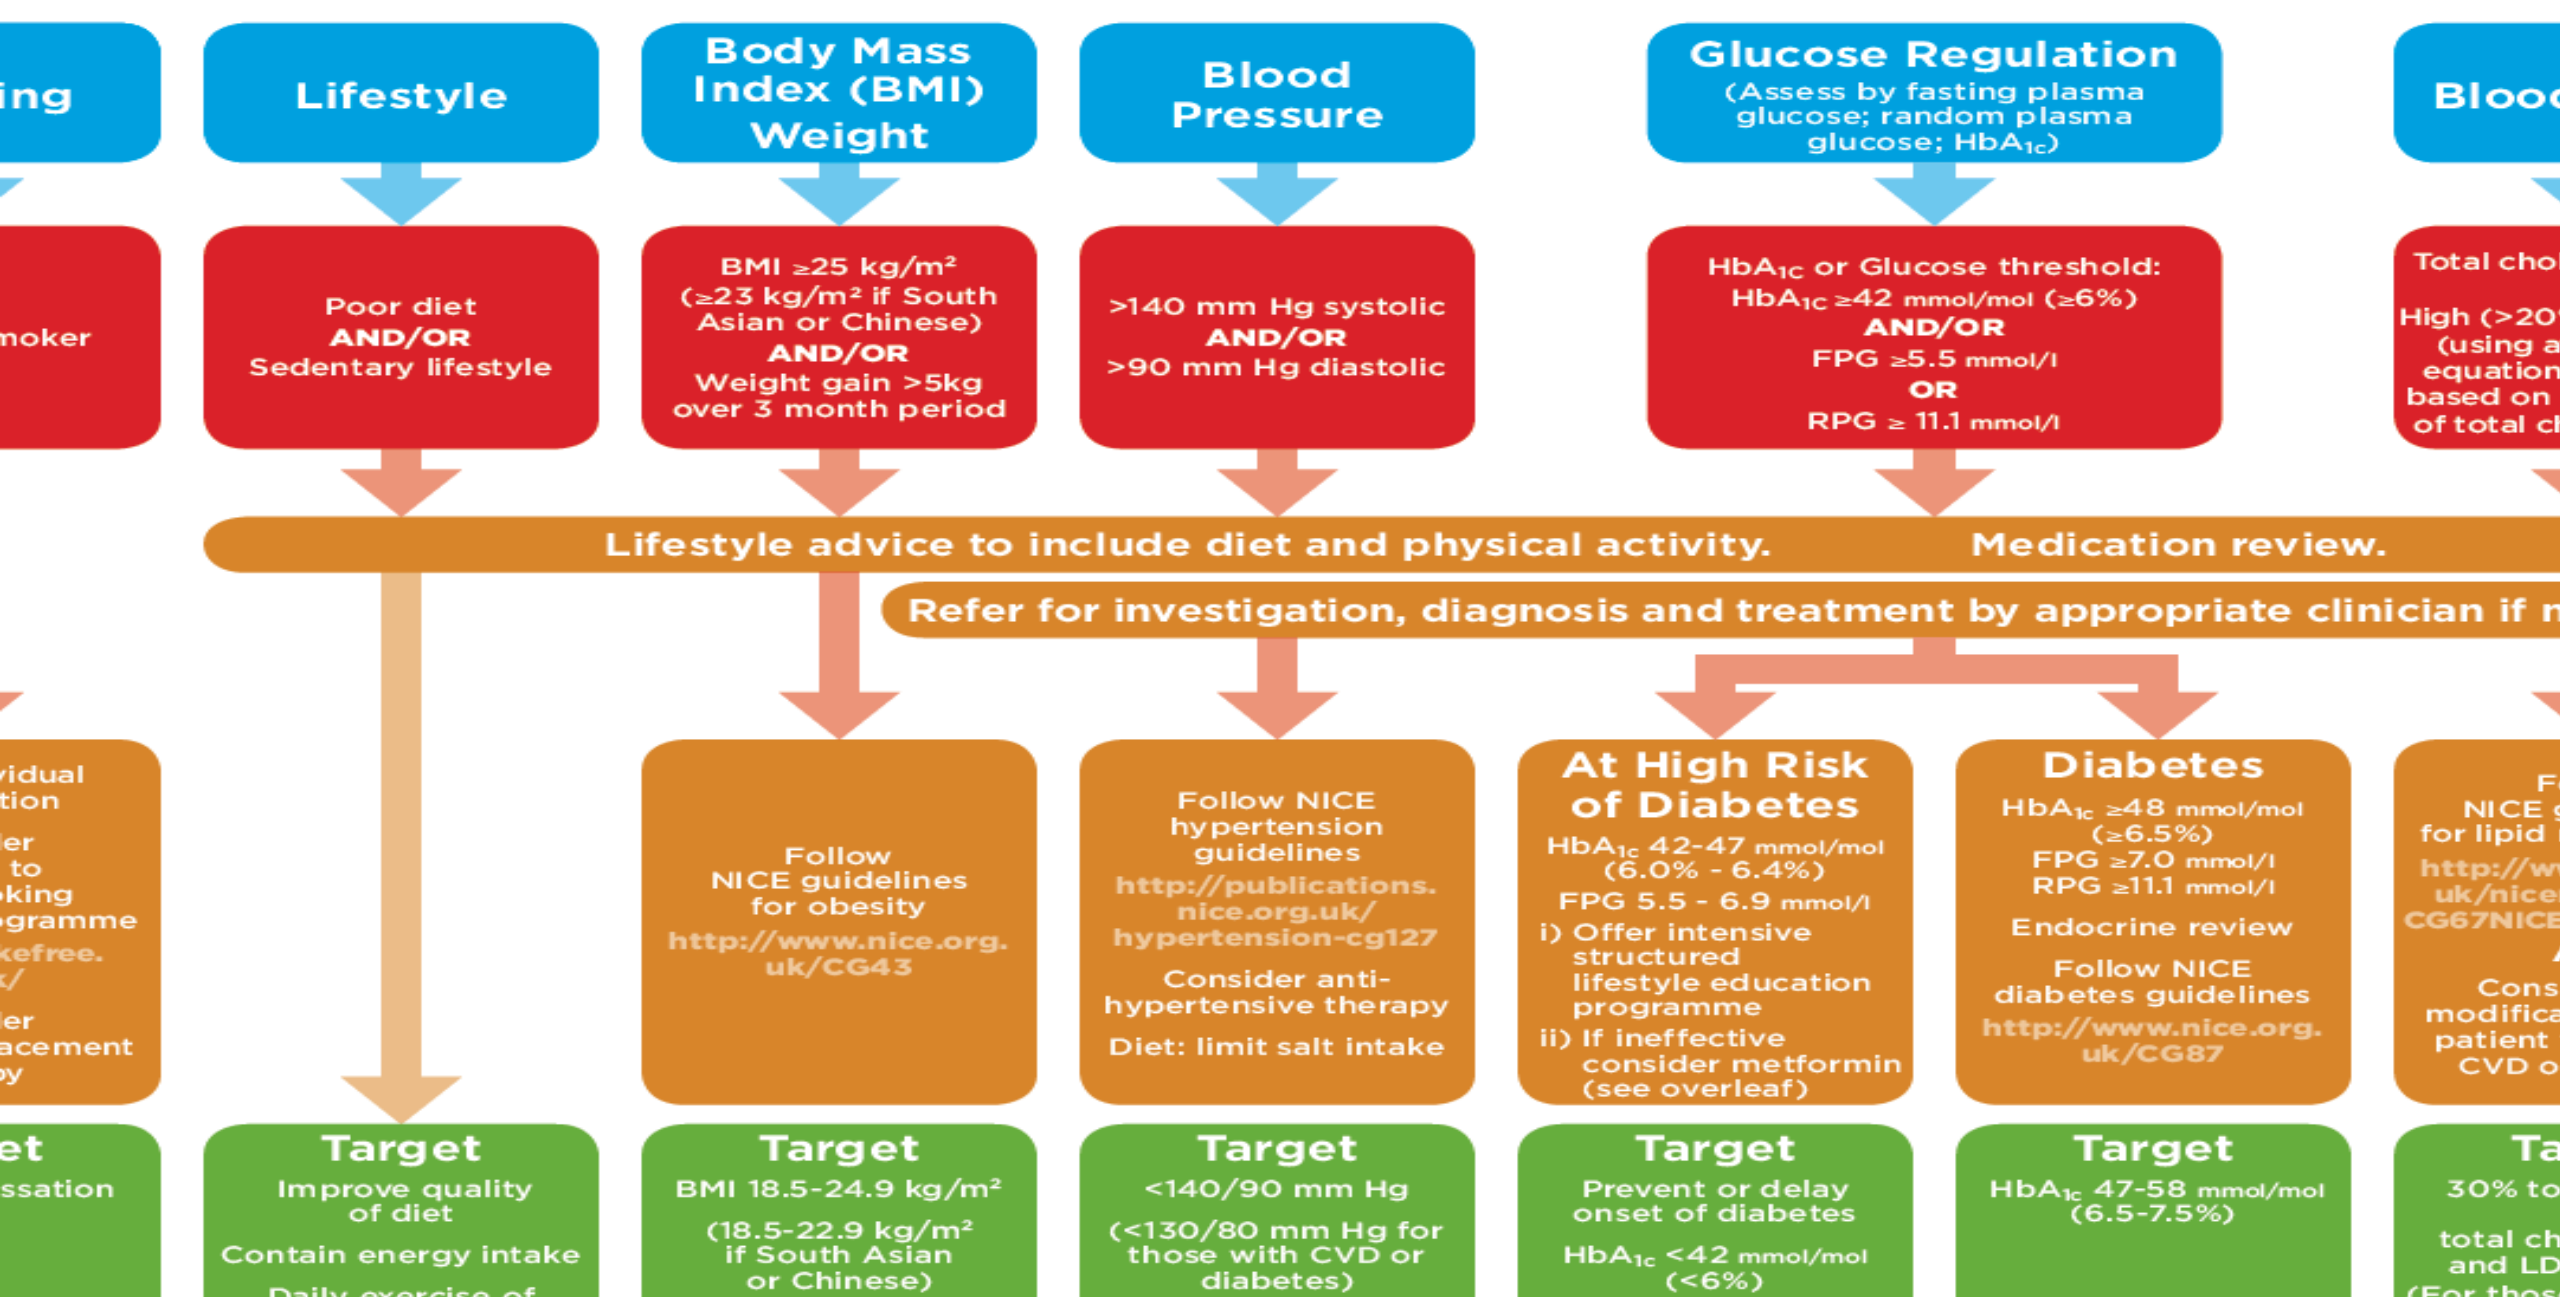 ing
moker
vidual
tion
to
king
ogramme
kefree.
k/
acement
et
ssation
Lifestyle
Poor diet
AND/OR
Sedentary lifestyle
Body Mass
Index (BMI)
Weight
BMI ≥25 kg/m²
(≥23 kg/m² if South
Asian or Chinese)
AND/OR
Weight gain >5kg
over 3 month period
Blood
Pressure
>140 mm Hg systolic
AND/OR
>90 mm Hg diastolic
Glucose Regulation
(Assess by fasting plasma
glucose; random plasma
glucose; HbA1c)
HbA1C or Glucose threshold:
HbA1C ≥42 mmol/mol (≥6%)
AND/OR
FPG ≥5.5 mmol/l
OR
RPG ≥ 11.1 mmol/l
Blood
Total chol
High (>20%
(using a
equation
based on
of total ch
Lifestyle advice to include diet and physical activity. Medication review.
Refer for investigation, diagnosis and treatment by appropriate clinician if
Follow
NICE guidelines
for obesity
http://www.nice.org.
uk/CG43
Follow NICE
hypertension
guidelines
http://publications.
nice.org.uk/
hypertension-cg127
Consider anti-
hypertensive therapy
Diet: limit salt intake
At High Risk
of Diabetes
HbA1c 42-47 mmol/mol
(6.0% - 6.4%)
FPG 5.5 - 6.9 mmol/l
i) Offer intensive
structured
lifestyle education
programme
ii) If ineffective
consider metformin
(see overleaf)
Diabetes
HbA1c ≥48 mmol/mol
(≥6.5%)
FPG ≥7.0 mmol/l
RPG ≥11.1 mmol/l
Endocrine review
Follow NICE
diabetes guidelines
http://www.nice.org.
uk/CG87
NICE
for lipid
http://ww
uk/nice
CG67NICE
Cons
modifica
patient
CVD o
Target
Improve quality
of diet
Contain energy intake
Daily exercise of
Target
BMI 18.5-24.9 kg/m²
(18.5-22.9 kg/m²
if South Asian
or Chinese)
Target
<140/90 mm Hg
(<130/80 mm Hg for
those with CVD or
diabetes)
Target
Prevent or delay
onset of diabetes
HbA1c <42 mmol/mol
(<6%)
Target
HbA1c 47-58 mmol/mol
(6.5-7.5%)
Ta
30% to
total ch
and LD
(For thos